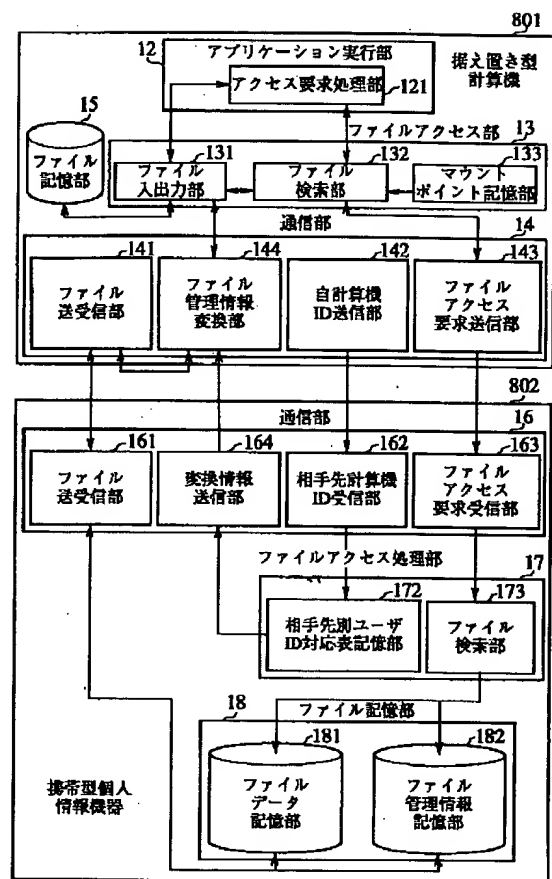 801
12
アプリケーション実行部
据え置き型
計算機
アクセス要求処理部
121
15
ファイル
記憶部
ファイルアクセス部
13
131
132
133
ファイル
入出力部
ファイル
検索部
マウント
ポイント記憶部
通信部
14
141
144
142
143
ファイル
送受信部
ファイル
管理情報
変換部
自計算機
ID送信部
ファイル
アクセス
要求送信部
802
通信部
16
161
164
162
163
ファイル
送受信部
変換情報
送信部
相手先計算機
ID受信部
ファイル
アクセス
要求受信部
ファイルアクセス処理部
17
172
173
相手先別ユーザ
ID対応表記憶部
ファイル
検索部
18
ファイル記憶部
181
182
ファイル
データ
記憶部
ファイル
管理情報
記憶部
携帯型個人
情報機器